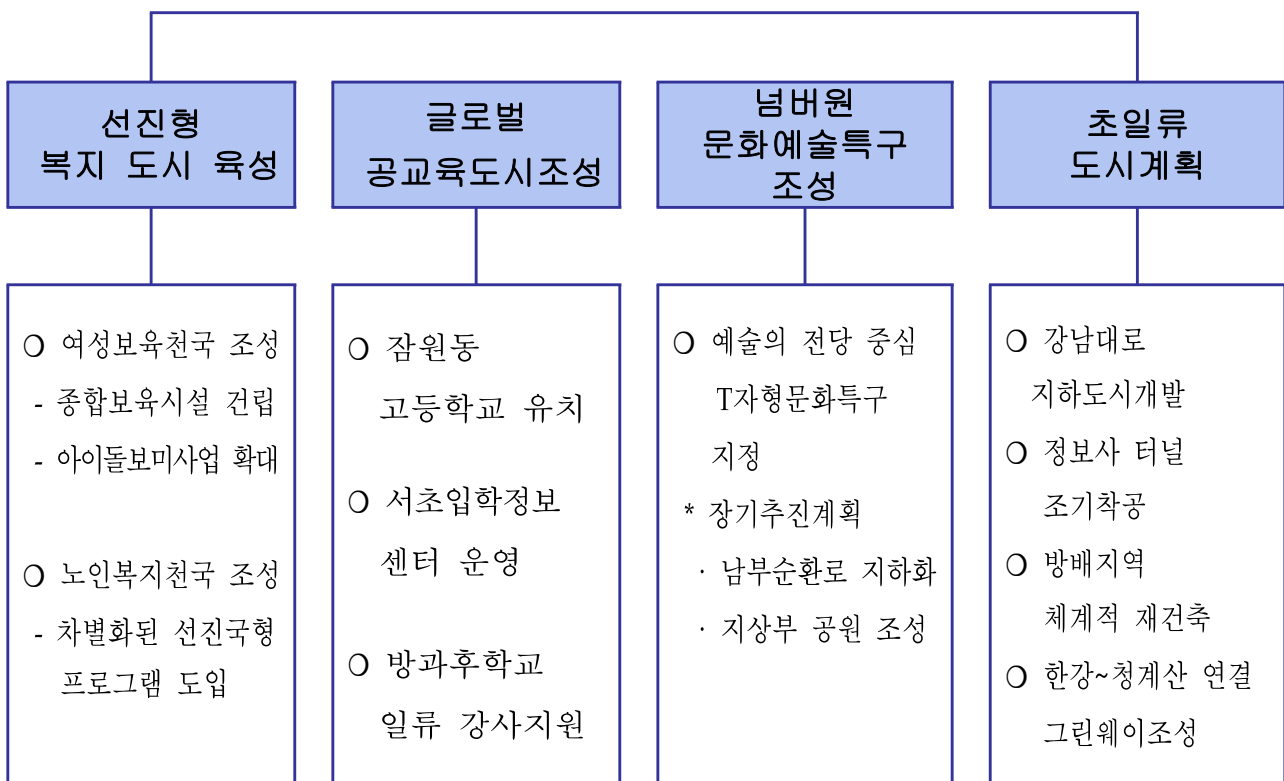 선진형
복지 도시 육성
○ 여성보육천국 조성
- 종합보육시설 건립
- 아이돌보미사업 확대
○ 노인복지천국 조성
- 차별화된 선진국형
프로그램 도입
글로벌
공교육도시조성
○ 잠원동
고등학교 유치
○ 서초입학정보
센터 운영
○ 방과후학교
일류 강사지원
넘버원
문화예술특구
조성
○ 예술의 전당 중심
T자형문화특구
지정
* 장기추진계획
· 남부순환로 지하화
· 지상부 공원 조성
초일류
도시계획
○ 강남대로
지하도시개발
○ 정보사 터널
조기착공
○ 방배지역
체계적 재건축
○ 한강~청계산 연결
그린웨이조성